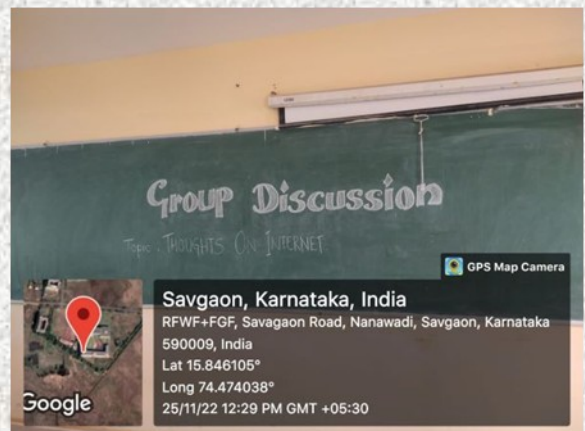 Group Discussion
Topic : THOUGHTS ON INTERNET
GPS Map Camera
Savgaon, Karnataka, India
RFWF+FGF, Savagaon Road, Nanawadi, Savgaon, Karnataka
590009, India
Lat 15.846105°
Long 74.474038°
25/11/22 12:29 PM GMT +05:30
Google